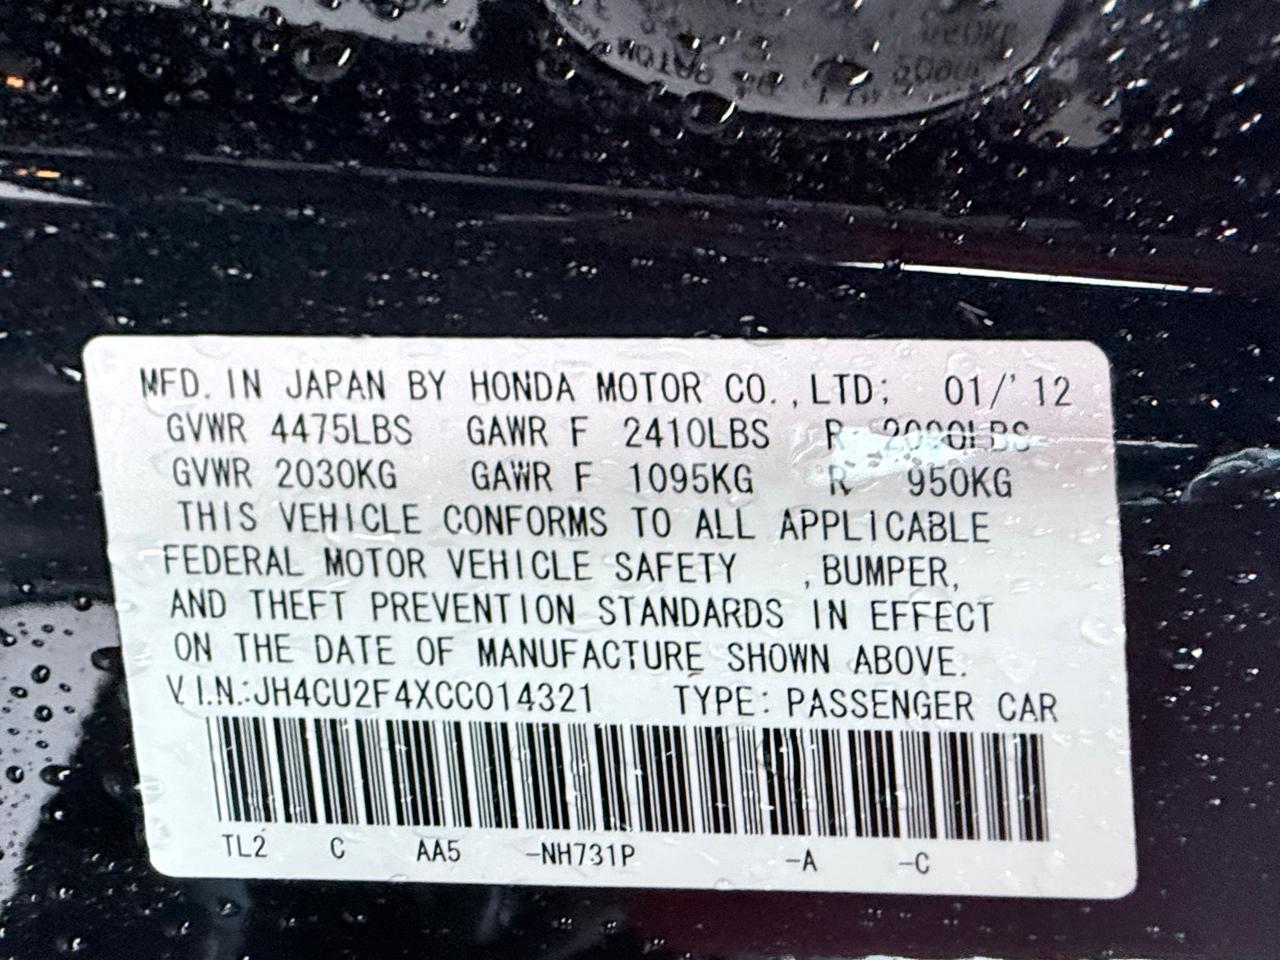 MFD. IN JAPAN BY HONDA MOTOR CO., LTD; 01/'12
GVWR 4475LBS GAWR F 2410LBS R 2090LBS
GVWR 2030KG GAWR F 1095KG R 950KG
THIS VEHICLE CONFORMS TO ALL APPLICABLE
FEDERAL MOTOR VEHICLE SAFETY , BUMPER,
AND THEFT PREVENTION STANDARDS IN EFFECT
ON THE DATE OF MANUFACTURE SHOWN ABOVE.
V.I.N.:JH4CU2F4XCC014321 TYPE: PASSENGER CAR
TL2 C AA5 -NH731P -A -C